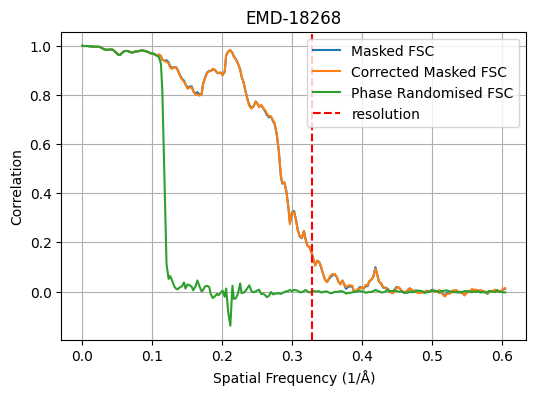 EMD-18268
Masked FSC
Corrected Masked FSC
Phase Randomised FSC
resolution
Correlation
1.0
0.8
0.6
0.4
0.2
0.0
0.0 0.1 0.2 0.3 0.4 0.5 0.6
Spatial Frequency (1/Å)